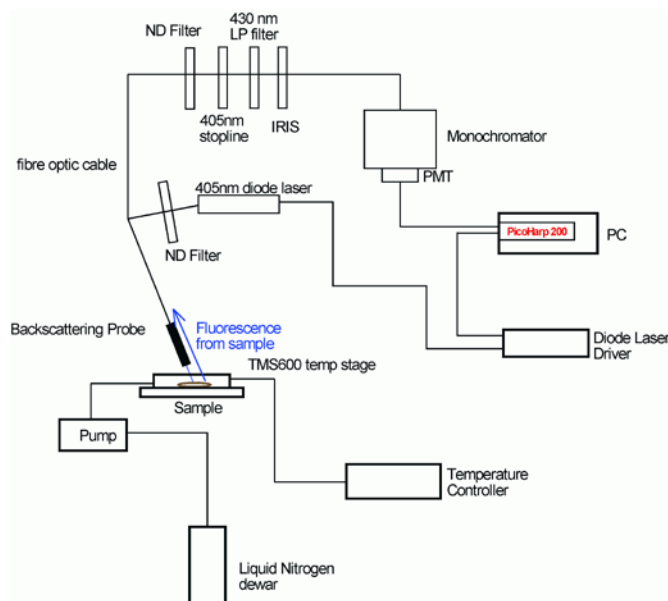 430 nm
ND Filter
LP filter
405nm
stopline
IRIS
Monochromator
PMT
fibre optic cable
405nm diode laser
PicoHarp 200
PC
ND Filter
Backscattering Probe
Fluorescence
from sample
Diode Laser
Driver
TMS600 temp stage
Sample
Pump
Temperature
Controller
Liquid Nitrogen
dewar